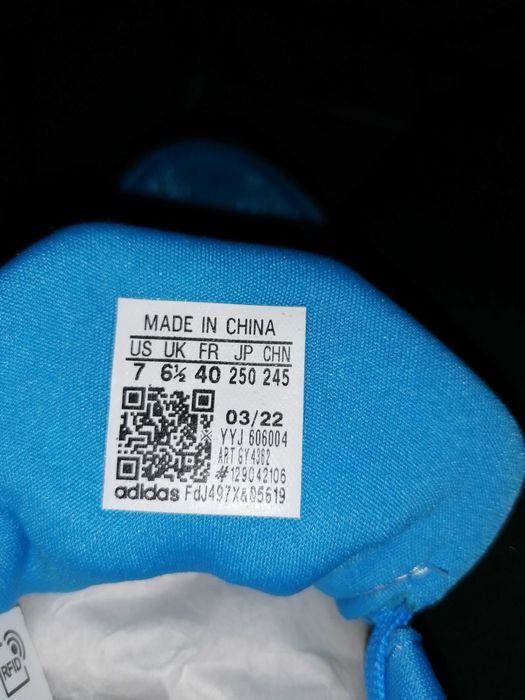 MADE IN CHINA
US UK FR JP CHN
7 6½ 40 250 245
03/22
YYJ 606004
ART GY4362
#129042106
adidas FdJ497X&Q5619
RFID